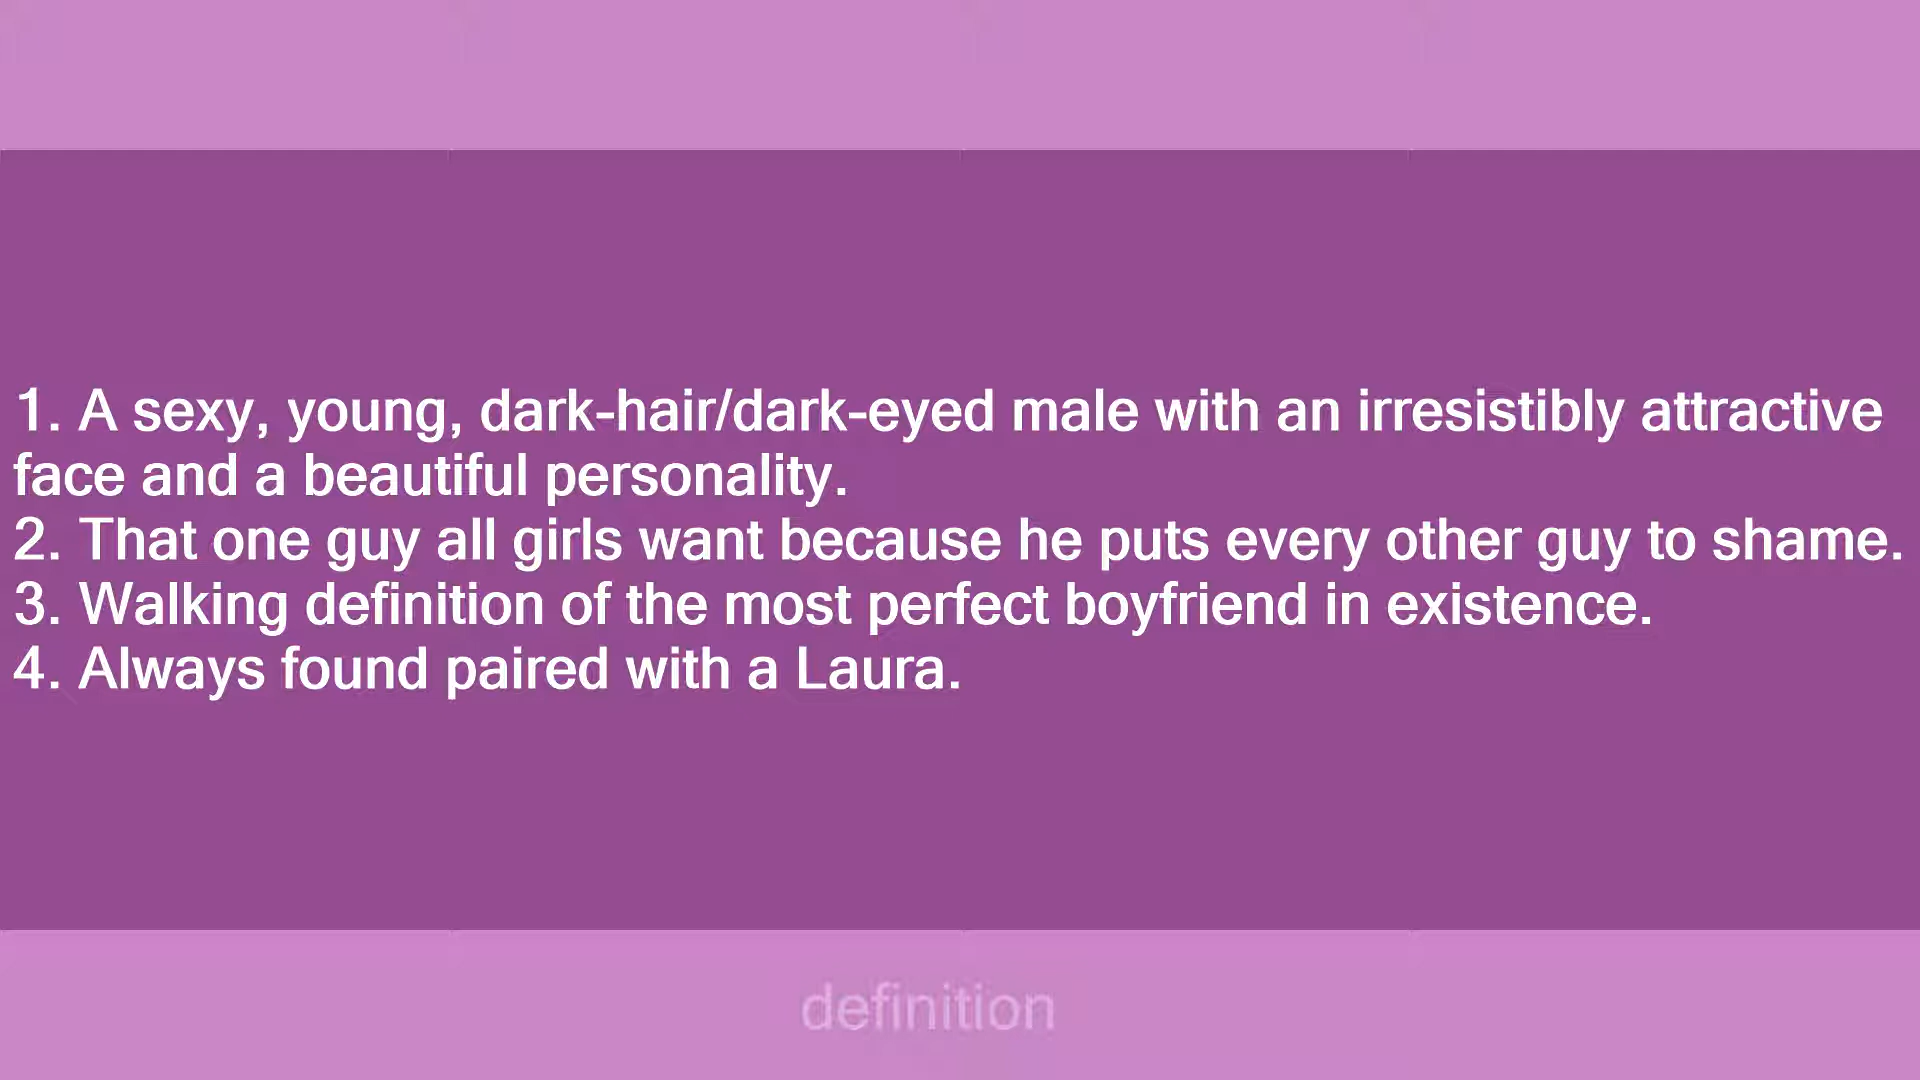 1. A sexy, young, dark-hair/dark-eyed male with an irresistibly attractive
face and a beautiful personality.
2. That one guy all girls want because he puts every other guy to shame.
3. Walking definition of the most perfect boyfriend in existence.
4. Always found paired with a Laura.
definition